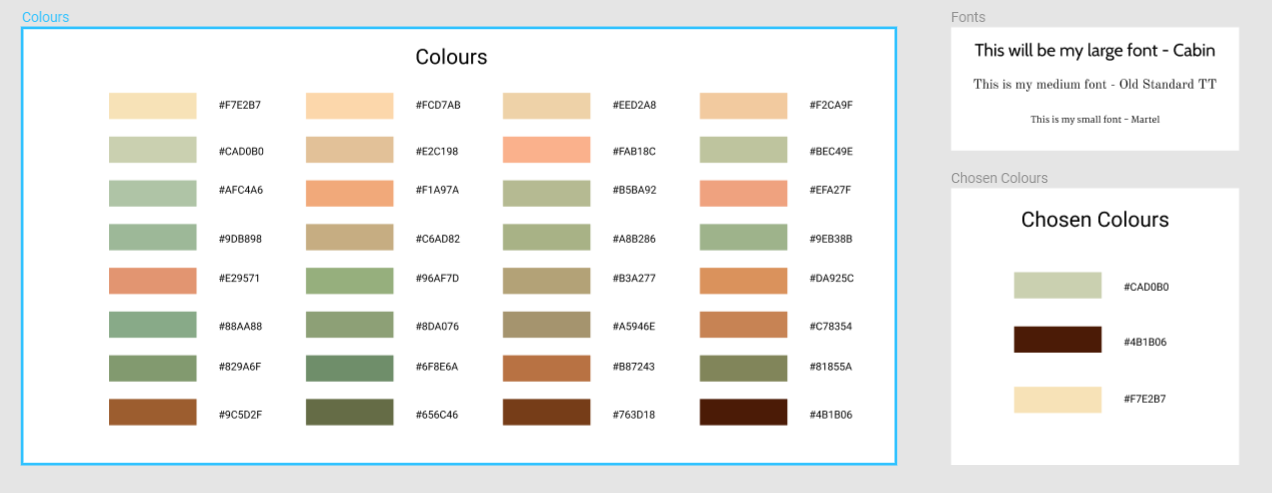 Colours
Colours
#F7E2B7 #FCD7AB #EED2A8 #F2CA9F
#CAD0B0 #E2C198 #FAB18C #BEC49E
#AFC4A6 #F1A97A #B5BA92 #EFA27F
#9DB898 #C6AD82 #A8B286 #9EB38B
#E29571 #96AF7D #B3A277 #DA925C
#88AA88 #8DA076 #A5946E #C78354
#829A6F #6F8E6A #B87243 #81855A
#9C5D2F #656C46 #763D18 #4B1B06
Fonts
This will be my large font - Cabin
This is my medium font - Old Standard TT
This is my small font - Martel
Chosen Colours
Chosen Colours
#CAD0B0
#4B1B06
#F7E2B7